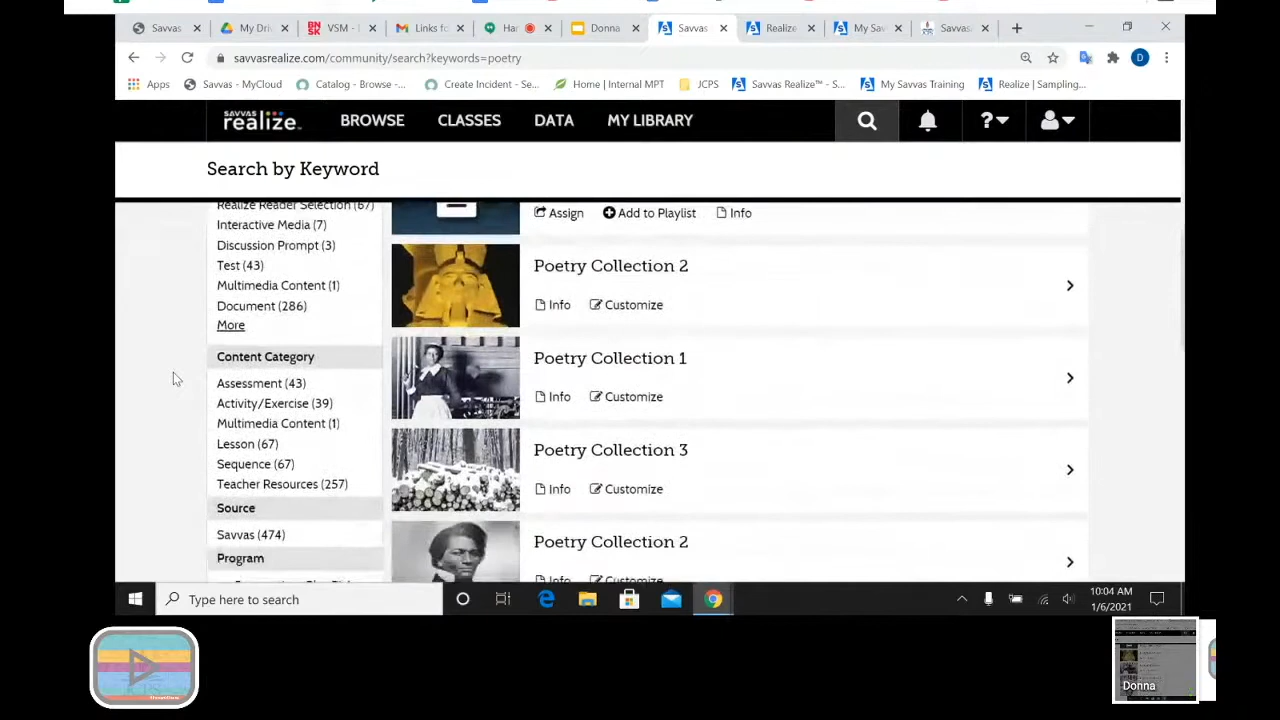 Savvas
My Driv
VSM - |
Links fo
Ha
Donna
Savvas
Realize
My Sav
Savvas
savvasrealize.com/community/search?keywords=poetry
D
Apps
Savvas - MyCloud
Catalog - Browse -...
Create Incident - Se...
Home | Internal MPT
JCPS
Savvas Realize™ - S...
My Savvas Training
Realize | Sampling...
SAVVAS realize
BROWSE
CLASSES
DATA
MY LIBRARY
Search by Keyword
Realize Reader Selection (67)
Interactive Media (7)
Discussion Prompt (3)
Test (43)
Multimedia Content (1)
Document (286)
More
Content Category
Assessment (43)
Activity/Exercise (39)
Multimedia Content (1)
Lesson (67)
Sequence (67)
Teacher Resources (257)
Source
Savvas (474)
Program
Assign
Add to Playlist
Info
Poetry Collection 2
Info
Customize
Poetry Collection 1
Info
Customize
Poetry Collection 3
Info
Customize
Poetry Collection 2
Info
Customize
Type here to search
10:04 AM
1/6/2021
Donna